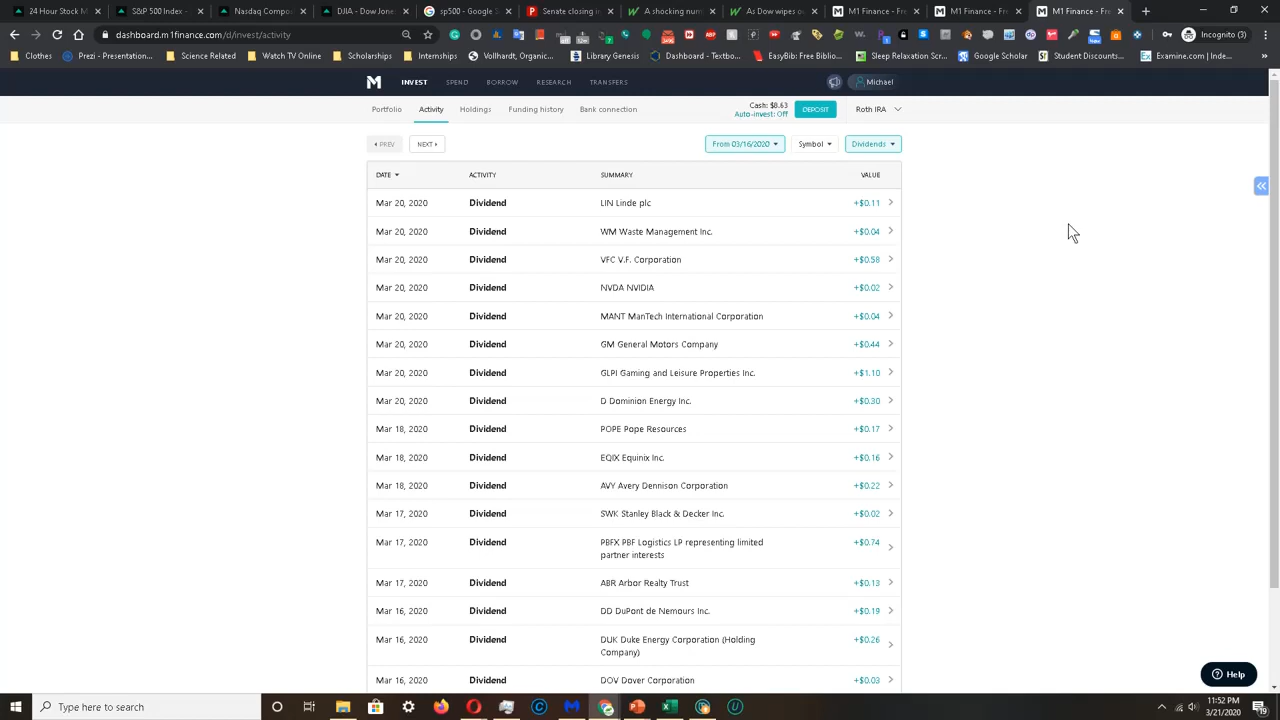 24 Hour Stock M
S&P 500 Index -
Nasdaq Compo
DJIA - Dow Jone
sp500 - Google S
Senate closing i
A shocking num
As Dow wipes o
M1 Finance - Fr
M1 Finance - Fr
M1 Finance - Fre
dashboard.m1finance.com/d/invest/activity
Incognito (3)
Clothes
Prezi - Presentation...
Science Related
Watch TV Online
Scholarships
Internships
Vollhardt, Organic...
Library Genesis
Dashboard - Textbo...
EasyBib: Free Biblio...
Sleep Relaxation Scr...
Google Scholar
Student Discounts...
Examine.com | Inde...
INVEST
SPEND
BORROW
RESEARCH
TRANSFERS
Michael
Portfolio
Activity
Holdings
Funding history
Bank connection
Cash: $8.63
Auto-invest: Off
DEPOSIT
Roth IRA
PREV
NEXT
From 03/16/2020
Symbol
Dividends
DATE ACTIVITY SUMMARY VALUE
Mar 20, 2020 Dividend LIN Linde plc +$0.11
Mar 20, 2020 Dividend WM Waste Management Inc. +$0.04
Mar 20, 2020 Dividend VFC V.F. Corporation +$0.58
Mar 20, 2020 Dividend NVDA NVIDIA +$0.02
Mar 20, 2020 Dividend MANT ManTech International Corporation +$0.04
Mar 20, 2020 Dividend GM General Motors Company +$0.44
Mar 20, 2020 Dividend GLPI Gaming and Leisure Properties Inc. +$1.10
Mar 20, 2020 Dividend D Dominion Energy Inc. +$0.30
Mar 18, 2020 Dividend POPE Pope Resources +$0.17
Mar 18, 2020 Dividend EQIX Equinix Inc. +$0.16
Mar 18, 2020 Dividend AVY Avery Dennison Corporation +$0.22
Mar 17, 2020 Dividend SWK Stanley Black & Decker Inc. +$0.02
Mar 17, 2020 Dividend PBFX PBF Logistics LP representing limited +$0.74
partner interests
Mar 17, 2020 Dividend ABR Arbor Realty Trust +$0.13
Mar 16, 2020 Dividend DD DuPont de Nemours Inc. +$0.19
Mar 16, 2020 Dividend DUK Duke Energy Corporation (Holding +$0.26
Company)
Mar 16, 2020 Dividend DOV Dover Corporation +$0.03
Help
Type here to search
11:52 PM
3/21/2020